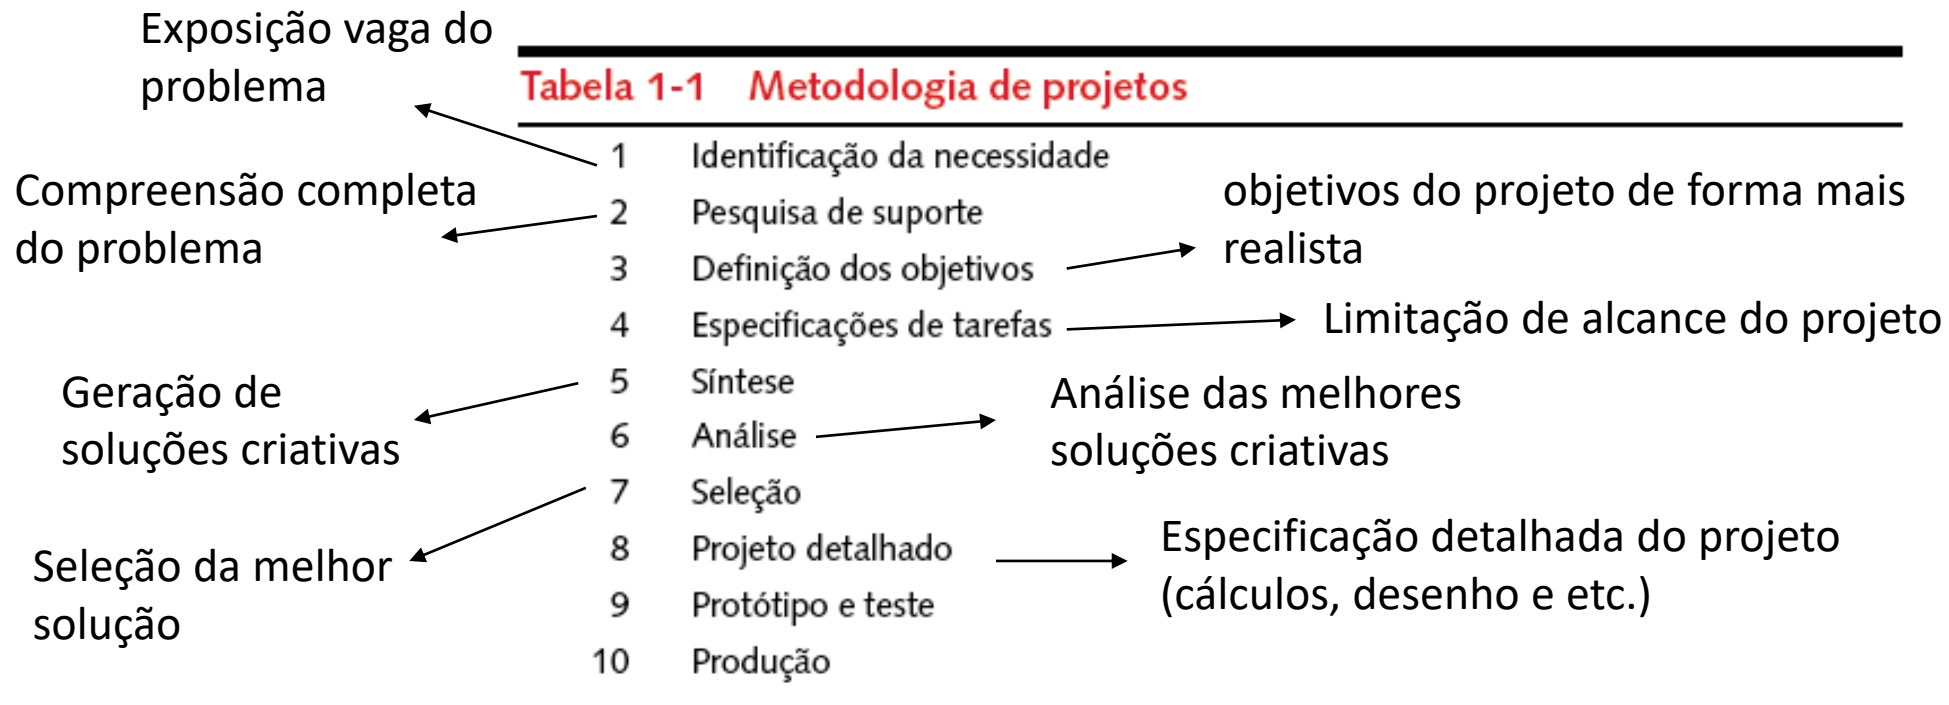 Exposição vaga do
problema
Tabela 1-1 Metodologia de projetos
1 Identificação da necessidade
Compreensão completa
do problema
2 Pesquisa de suporte
objetivos do projeto de forma mais
realista
3 Definição dos objetivos
4 Especificações de tarefas
Limitação de alcance do projeto
Geração de
soluções criativas
5 Síntese
Análise das melhores
soluções criativas
6 Análise
7 Seleção
Seleção da melhor
solução
8 Projeto detalhado
Especificação detalhada do projeto
(cálculos, desenho e etc.)
9 Protótipo e teste
10 Produção